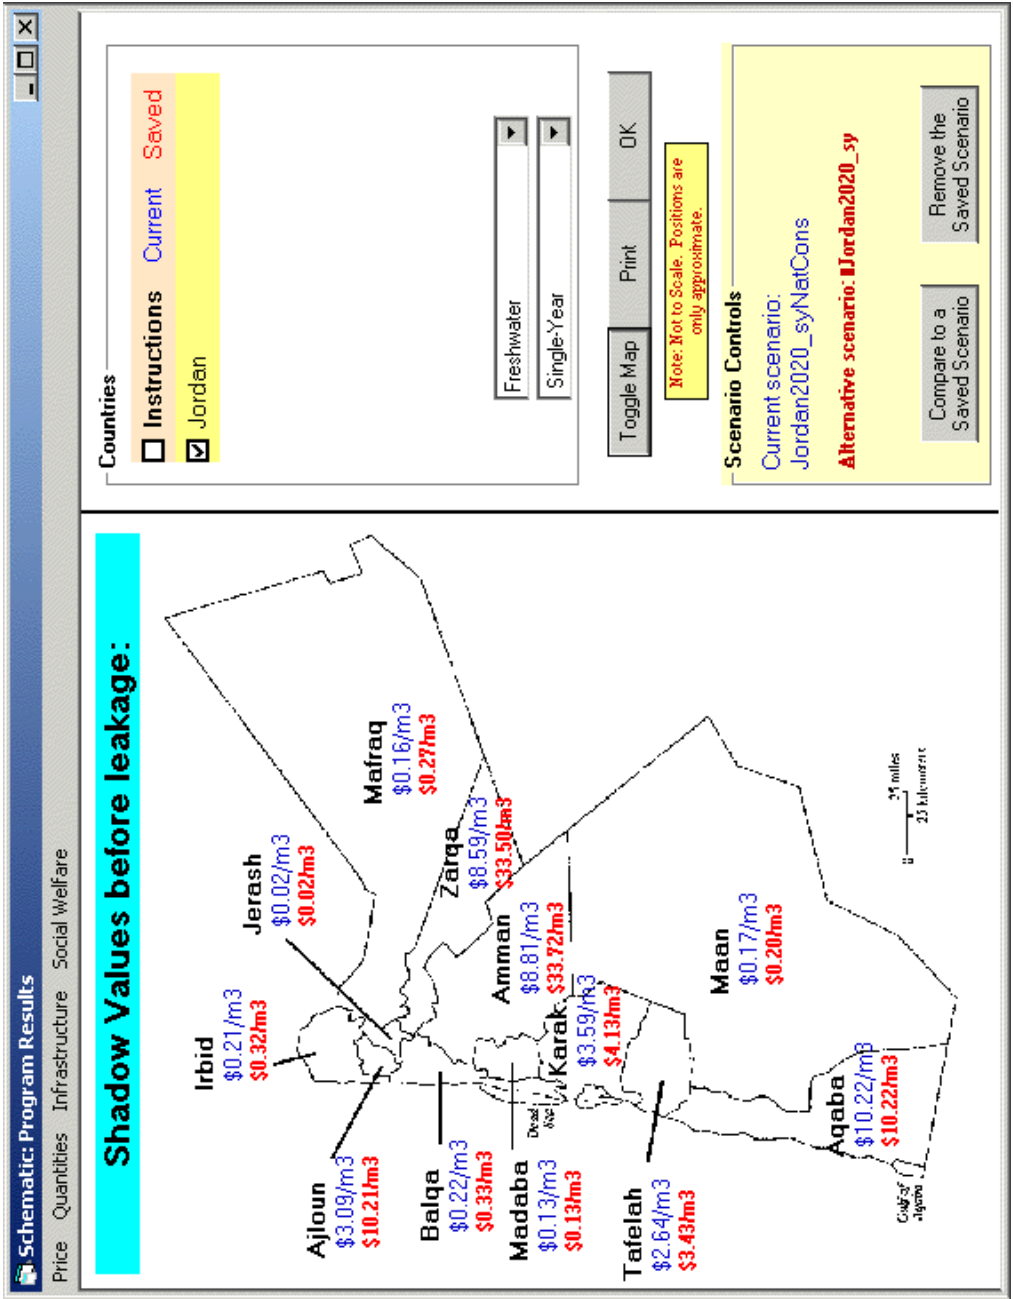 Schematic: Program Results
Price Quantities Infrastructure Social Welfare
Shadow Values before leakage:
Irbid
$0.21/m3
$0.32/m3
Jerash
$0.02/m3
$0.02/m3
Mafraq
$0.16/m3
$0.27/m3
Ajloun
$3.09/m3
$10.21/m3
Zarqa
$8.59/m3
$33.50/m3
Balqa
$0.22/m3
$0.33/m3
Amman
$8.81/m3
$33.72/m3
Madaba
$0.13/m3
$0.13/m3
Dead
Sea
Karak
$3.59/m3
$4.13/m3
Tafelah
$2.64/m3
$3.43/m3
Maan
$0.17/m3
$0.20/m3
Aqaba
$10.22/m3
$10.22/m3
Gulf of
Aqaba
25 miles
0
25 kilometers
Countries
Instructions Current Saved
Jordan
Freshwater
Single-Year
Toggle Map Print OK
Note: Not to Scale. Positions are
only approximate.
Scenario Controls
Current scenario:
Jordan2020_syNatCons
Alternative scenario: Jordan2020_sy
Compare to a
Saved Scenario
Remove the
Saved Scenario